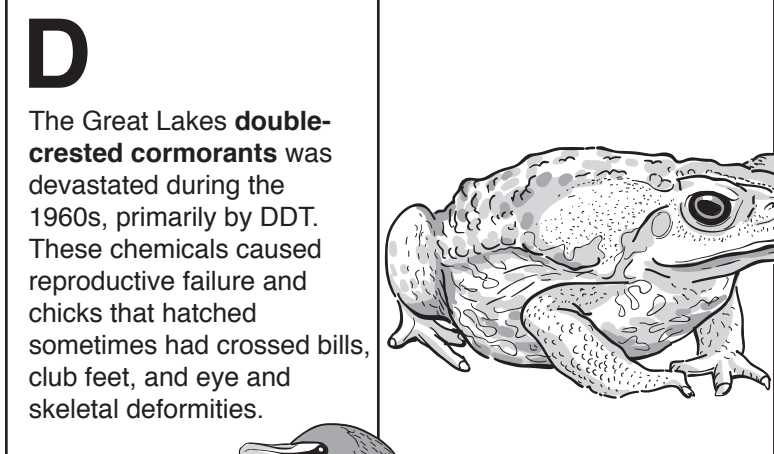 D
The Great Lakes double-
crested cormorants was
devastated during the
1960s, primarily by DDT.
These chemicals caused
reproductive failure and
chicks that hatched
sometimes had crossed bills,
club feet, and eye and
skeletal deformities.